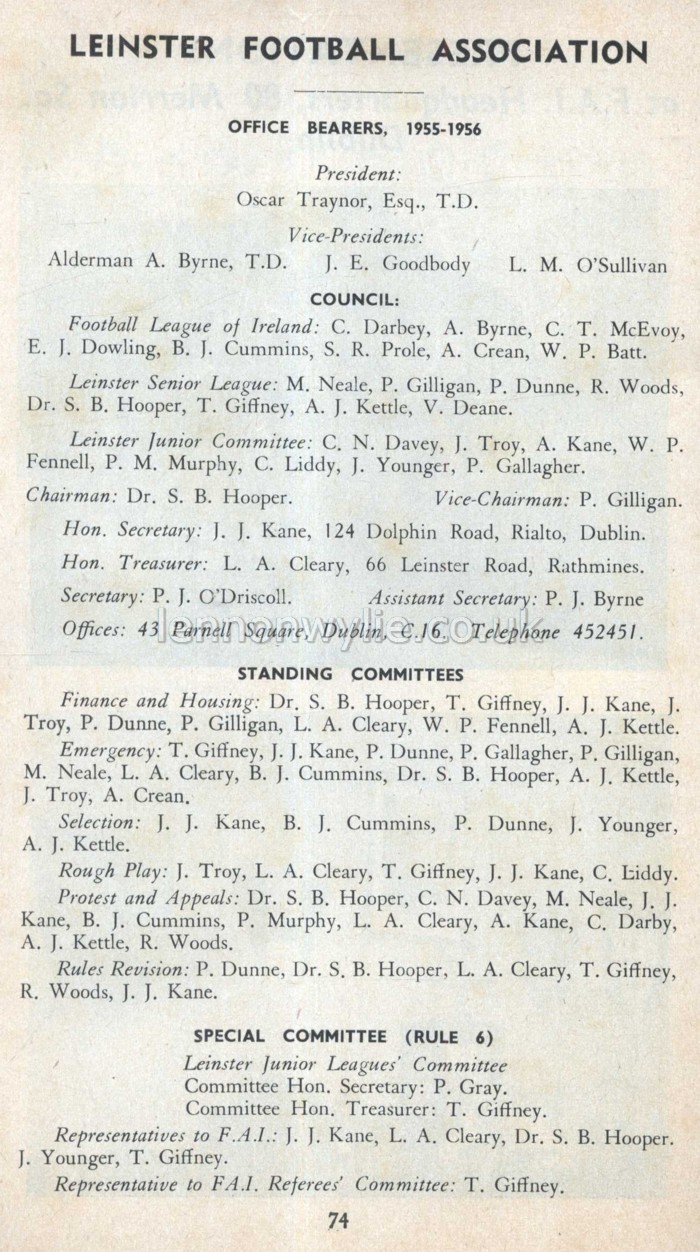 LEINSTER FOOTBALL ASSOCIATION
OFFICE BEARERS, 1955-1956
President:
Oscar Traynor, Esq., T.D.
Vice-Presidents:
Alderman A. Byrne, T.D. J. E. Goodbody L. M. O'Sullivan
COUNCIL:
Football League of Ireland: C. Darbey, A. Byrne, C. T. McEvoy,
E. J. Dowling, B. J. Cummins, S. R. Prole, A. Crean, W. P. Batt.
Leinster Senior League: M. Neale, P. Gilligan, P. Dunne, R. Woods,
Dr. S. B. Hooper, T. Giffney, A. J. Kettle, V. Deane.
Leinster Junior Committee: C. N. Davey, J. Troy, A. Kane, W. P.
Fennell, P. M. Murphy, C. Liddy, J. Younger, P. Gallagher.
Chairman: Dr. S. B. Hooper. Vice-Chairman: P. Gilligan.
Hon. Secretary: J. J. Kane, 124 Dolphin Road, Rialto, Dublin.
Hon. Treasurer: L. A. Cleary, 66 Leinster Road, Rathmines.
Secretary: P. J. O'Driscoll. Assistant Secretary: P. J. Byrne
Offices: 43 Parnell Square, Dublin, C.16. Telephone 452451.
lennonwylie.co.uk
STANDING COMMITTEES
Finance and Housing: Dr. S. B. Hooper, T. Giffney, J. J. Kane, J.
Troy, P. Dunne, P. Gilligan, L. A. Cleary, W. P. Fennell, A. J. Kettle.
Emergency: T. Giffney, J. J. Kane, P. Dunne, P. Gallagher, P. Gilligan,
M. Neale, L. A. Cleary, B. J. Cummins, Dr. S. B. Hooper, A. J. Kettle,
J. Troy, A. Crean.
Selection: J. J. Kane, B. J. Cummins, P. Dunne, J. Younger,
A. J. Kettle.
Rough Play: J. Troy, L. A. Cleary, T. Giffney, J. J. Kane, C. Liddy.
Protest and Appeals: Dr. S. B. Hooper, C. N. Davey, M. Neale, J. J.
Kane, B. J. Cummins, P. Murphy, L. A. Cleary, A. Kane, C. Darby,
A. J. Kettle, R. Woods.
Rules Revision: P. Dunne, Dr. S. B. Hooper, L. A. Cleary, T. Giffney,
R. Woods, J. J. Kane.
SPECIAL COMMITTEE (RULE 6)
Leinster Junior Leagues' Committee
Committee Hon. Secretary: P. Gray.
Committee Hon. Treasurer: T. Giffney.
Representatives to F.A.I.: J. J. Kane, L. A. Cleary, Dr. S. B. Hooper.
J. Younger, T. Giffney.
Representative to FA.I. Referees' Committee: T. Giffney.
74